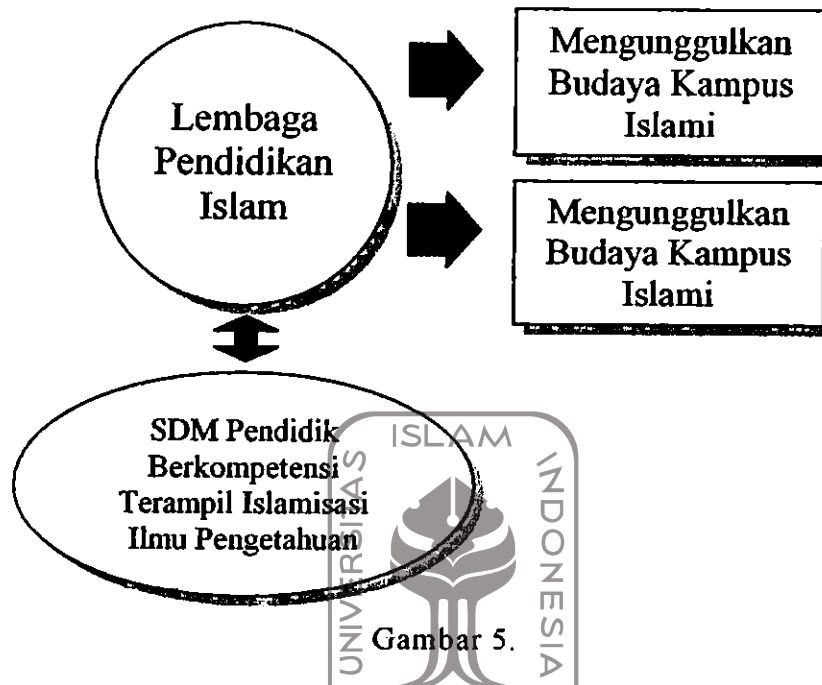 Lembaga
Pendidikan
Islam
Mengunggulkan
Budaya Kampus
Islami
Mengunggulkan
Budaya Kampus
Islami
SDM Pendidik
Berkompetensi
Terampil Islamisasi
Ilmu Pengetahuan
UNIVERSITAS
ISLAM
INDONESIA
Gambar 5.